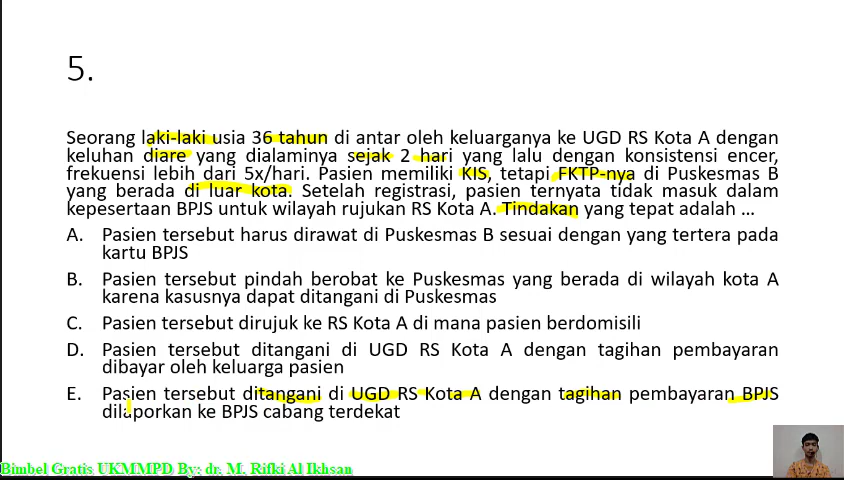 5.
Seorang laki-laki usia 36 tahun di antar oleh keluarganya ke UGD RS Kota A dengan
keluhan diare yang dialaminya sejak 2 hari yang lalu dengan konsistensi encer,
frekuensi lebih dari 5x/hari. Pasien memiliki KIS, tetapi FKTP-nya di Puskesmas B
yang berada di luar kota. Setelah registrasi, pasien ternyata tidak masuk dalam
kepesertaan BPJS untuk wilayah rujukan RS Kota A. Tindakan yang tepat adalah ...
A. Pasien tersebut harus dirawat di Puskesmas B sesuai dengan yang tertera pada
kartu BPJS
B. Pasien tersebut pindah berobat ke Puskesmas yang berada di wilayah kota A
karena kasusnya dapat ditangani di Puskesmas
C. Pasien tersebut dirujuk ke RS Kota A di mana pasien berdomisili
D. Pasien tersebut ditangani di UGD RS Kota A dengan tagihan pembayaran
dibayar oleh keluarga pasien
E. Pasien tersebut ditangani di UGD RS Kota A dengan tagihan pembayaran BPJS
dilaporkan ke BPJS cabang terdekat
Bimbel Gratis UKMMPD By: dr. M. Rifki Al Ikhsan